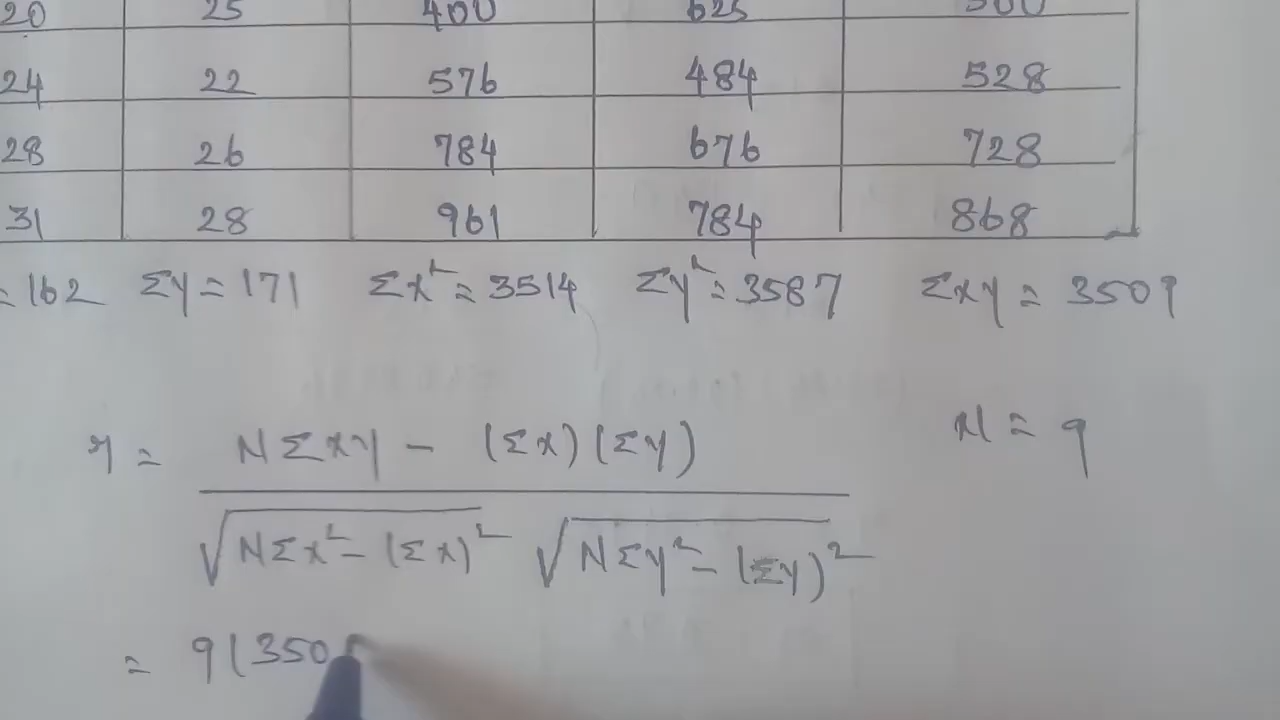 20 25 400 625 500
24 22 576 484 528
28 26 784 676 728
31 28 961 784 868
= 162 Σy = 171 Σx² = 3514 Σy² = 3587 Σxy = 3509
r = NΣxy - (Σx)(Σy) N = 9
√NΣx² - (Σx)² √NΣy² - (Σy)²
= 9(350